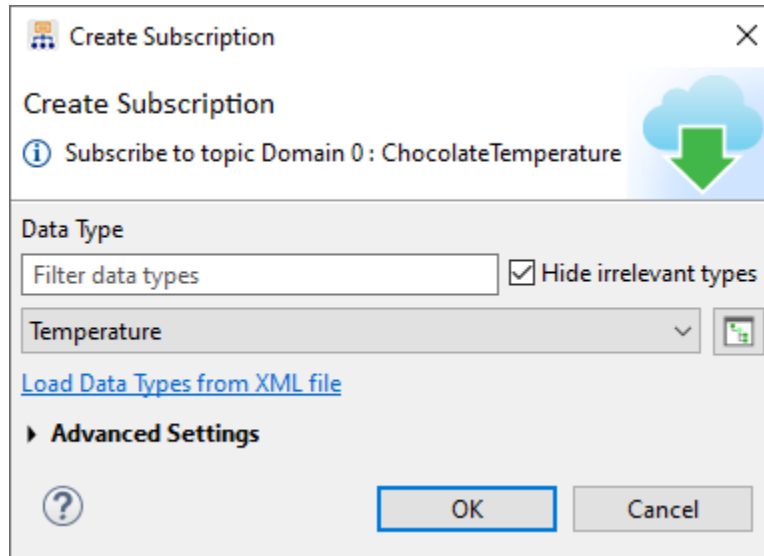 Create Subscription
Create Subscription
Subscribe to topic Domain 0 : ChocolateTemperature
Data Type
Filter data types
Hide irrelevant types
Temperature
Load Data Types from XML file
Advanced Settings
OK
Cancel